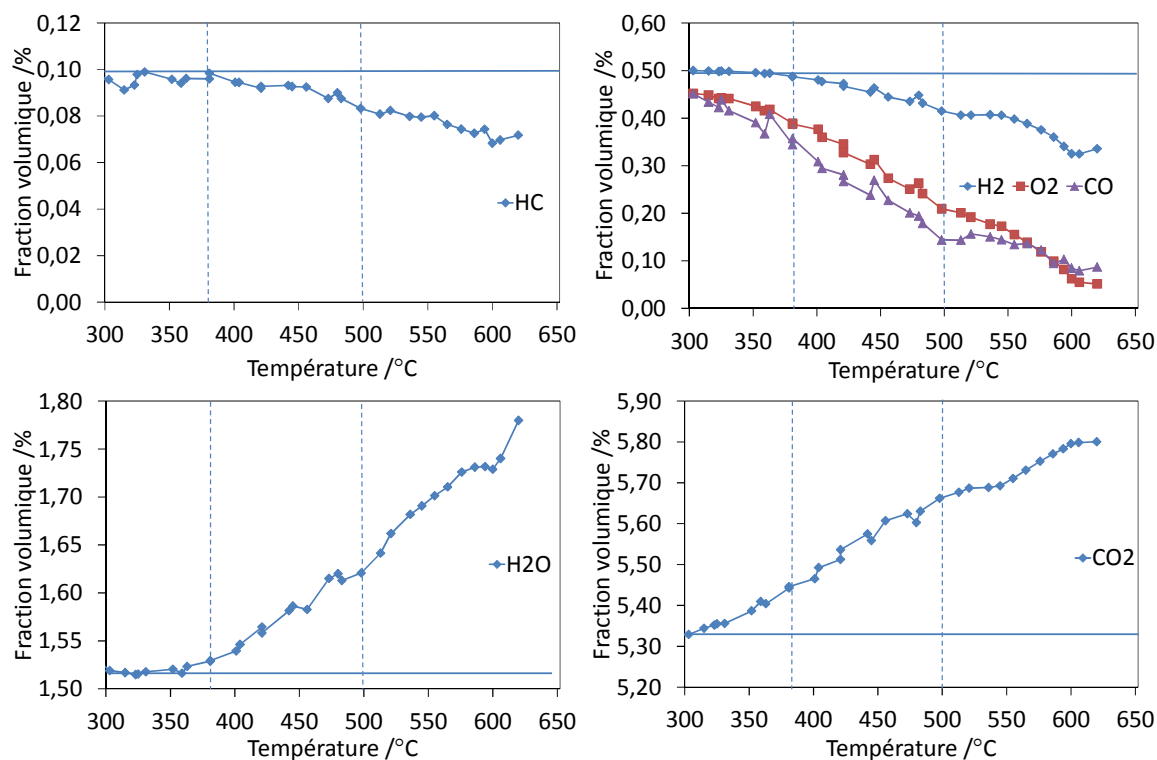 Fraction volumique /%
0,12
0,10
0,08
0,06
0,04
0,02
0,00
HC
300 350 400 450 500 550 600 650
Température /°C
Fraction volumique /%
0,60
0,50
0,40
0,30
0,20
0,10
0,00
H2 O2 CO
300 350 400 450 500 550 600 650
Température /°C
Fraction volumique /%
1,80
1,75
1,70
1,65
1,60
1,55
1,50
H2O
300 350 400 450 500 550 600 650
Température /°C
Fraction volumique /%
5,90
5,80
5,70
5,60
5,50
5,40
5,30
5,20
CO2
300 350 400 450 500 550 600 650
Température /°C